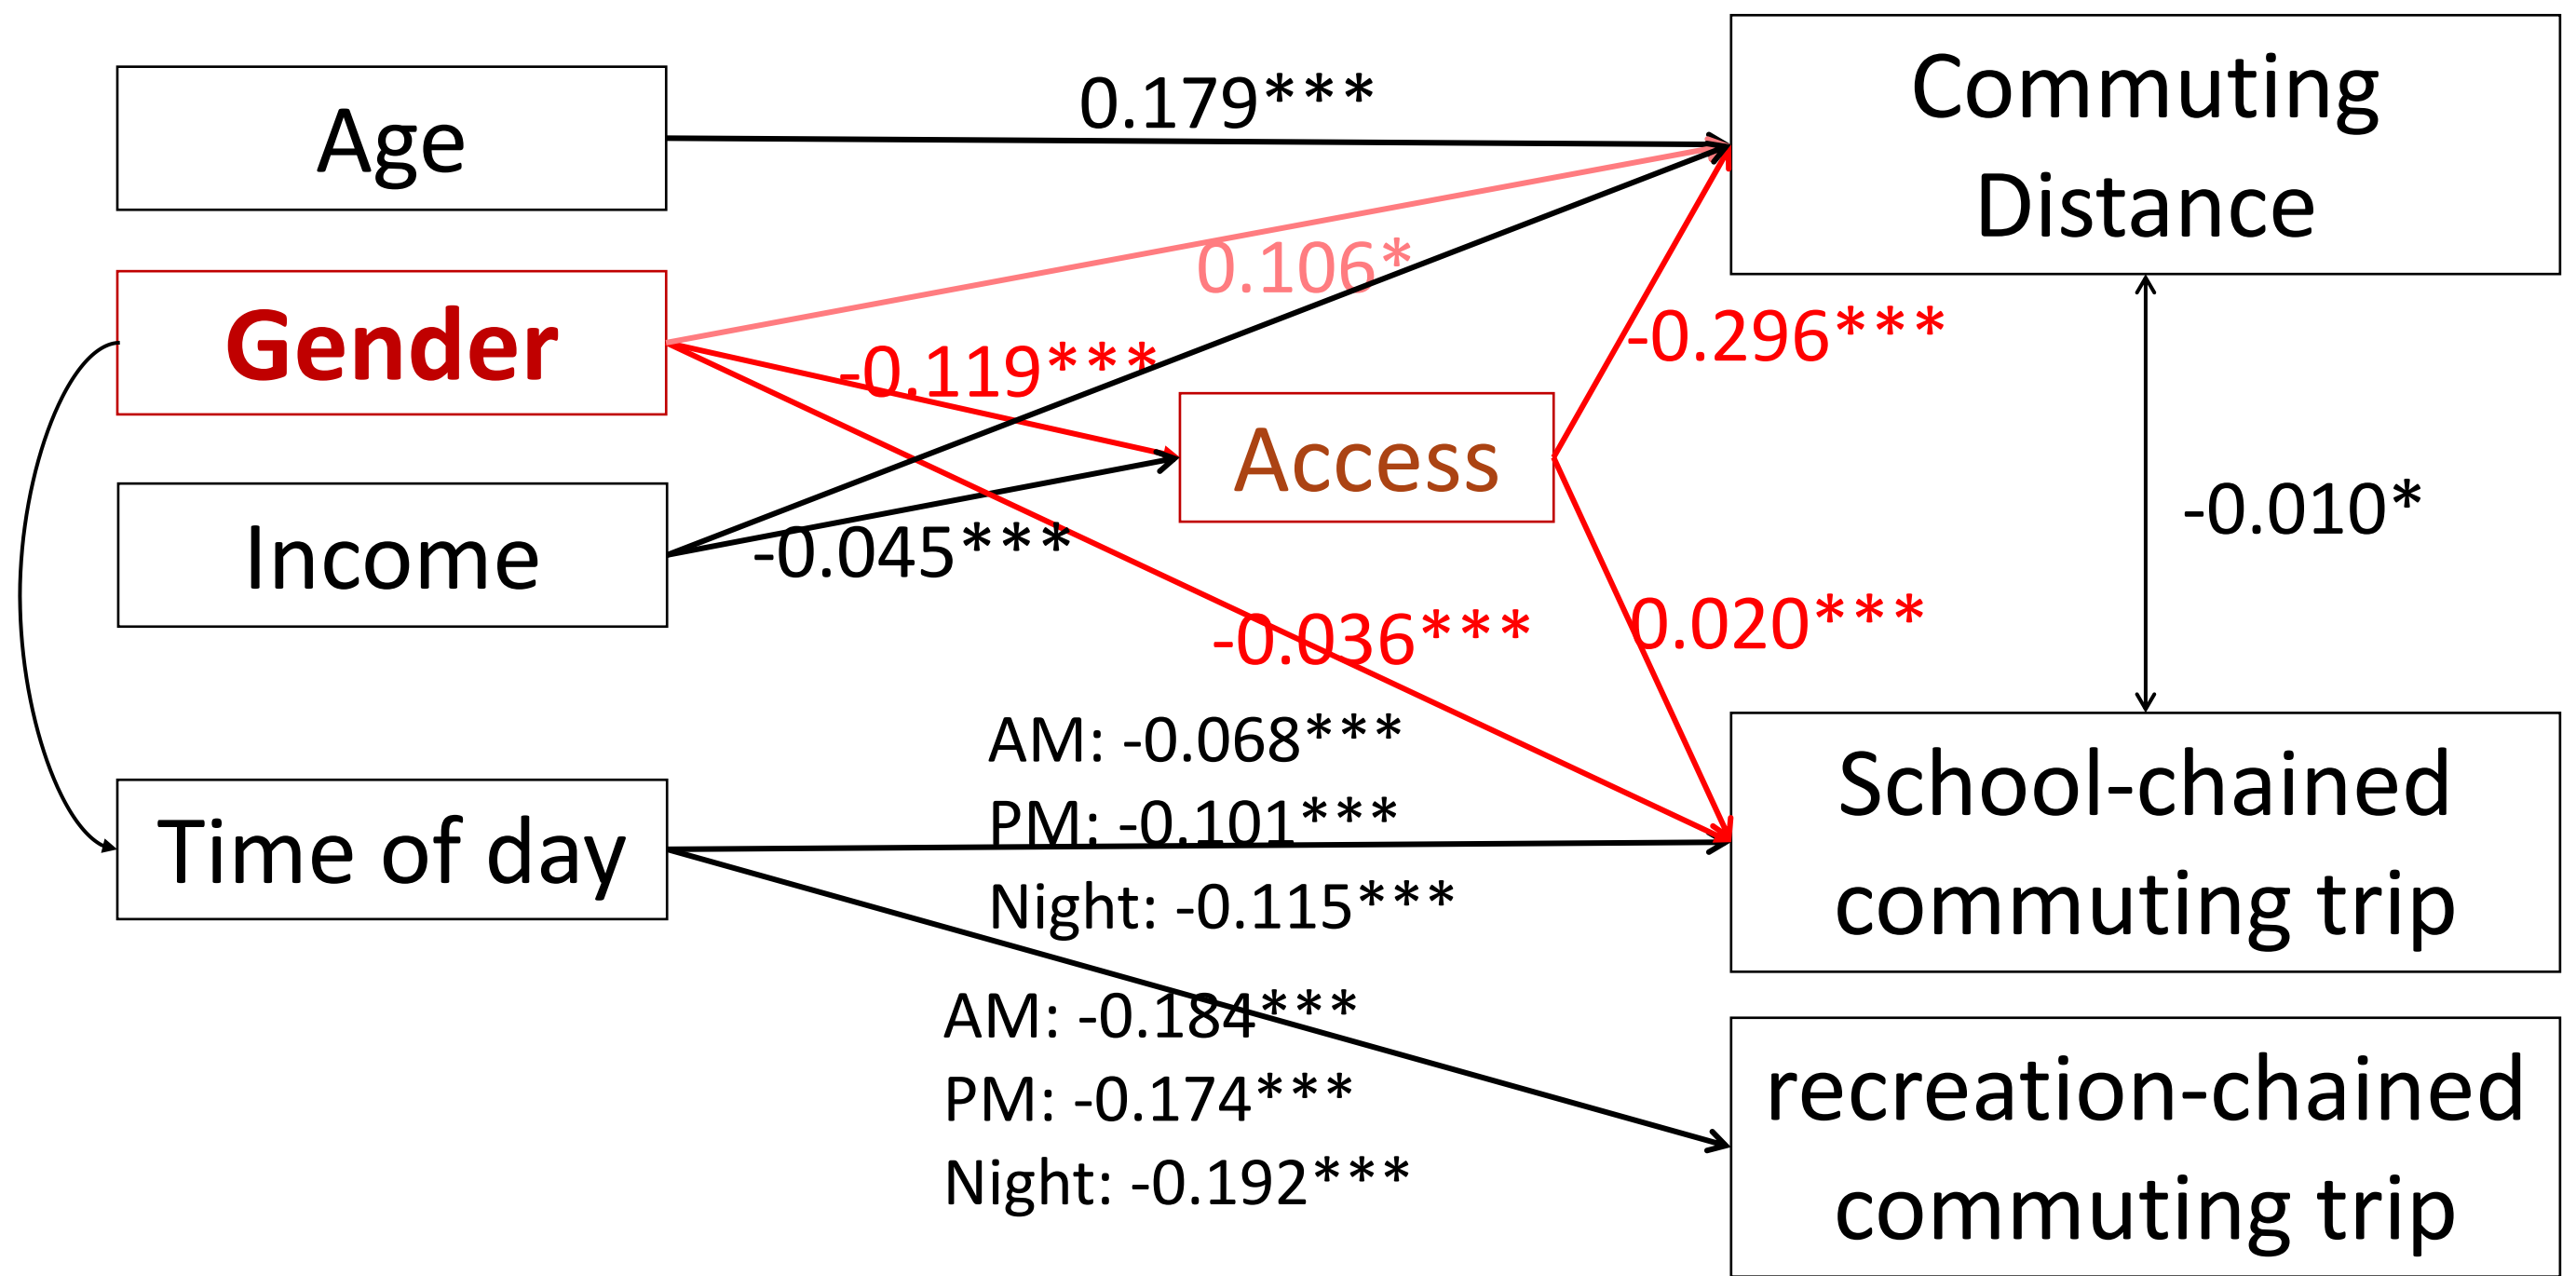 Age
0.179***
Commuting
Distance
Gender
0.106*
-0.119***
-0.296***
Access
Income
-0.045***
-0.010*
-0.036***
0.020***
Time of day
AM: -0.068***
PM: -0.101***
Night: -0.115***
School-chained
commuting trip
AM: -0.184***
PM: -0.174***
Night: -0.192***
recreation-chained
commuting trip